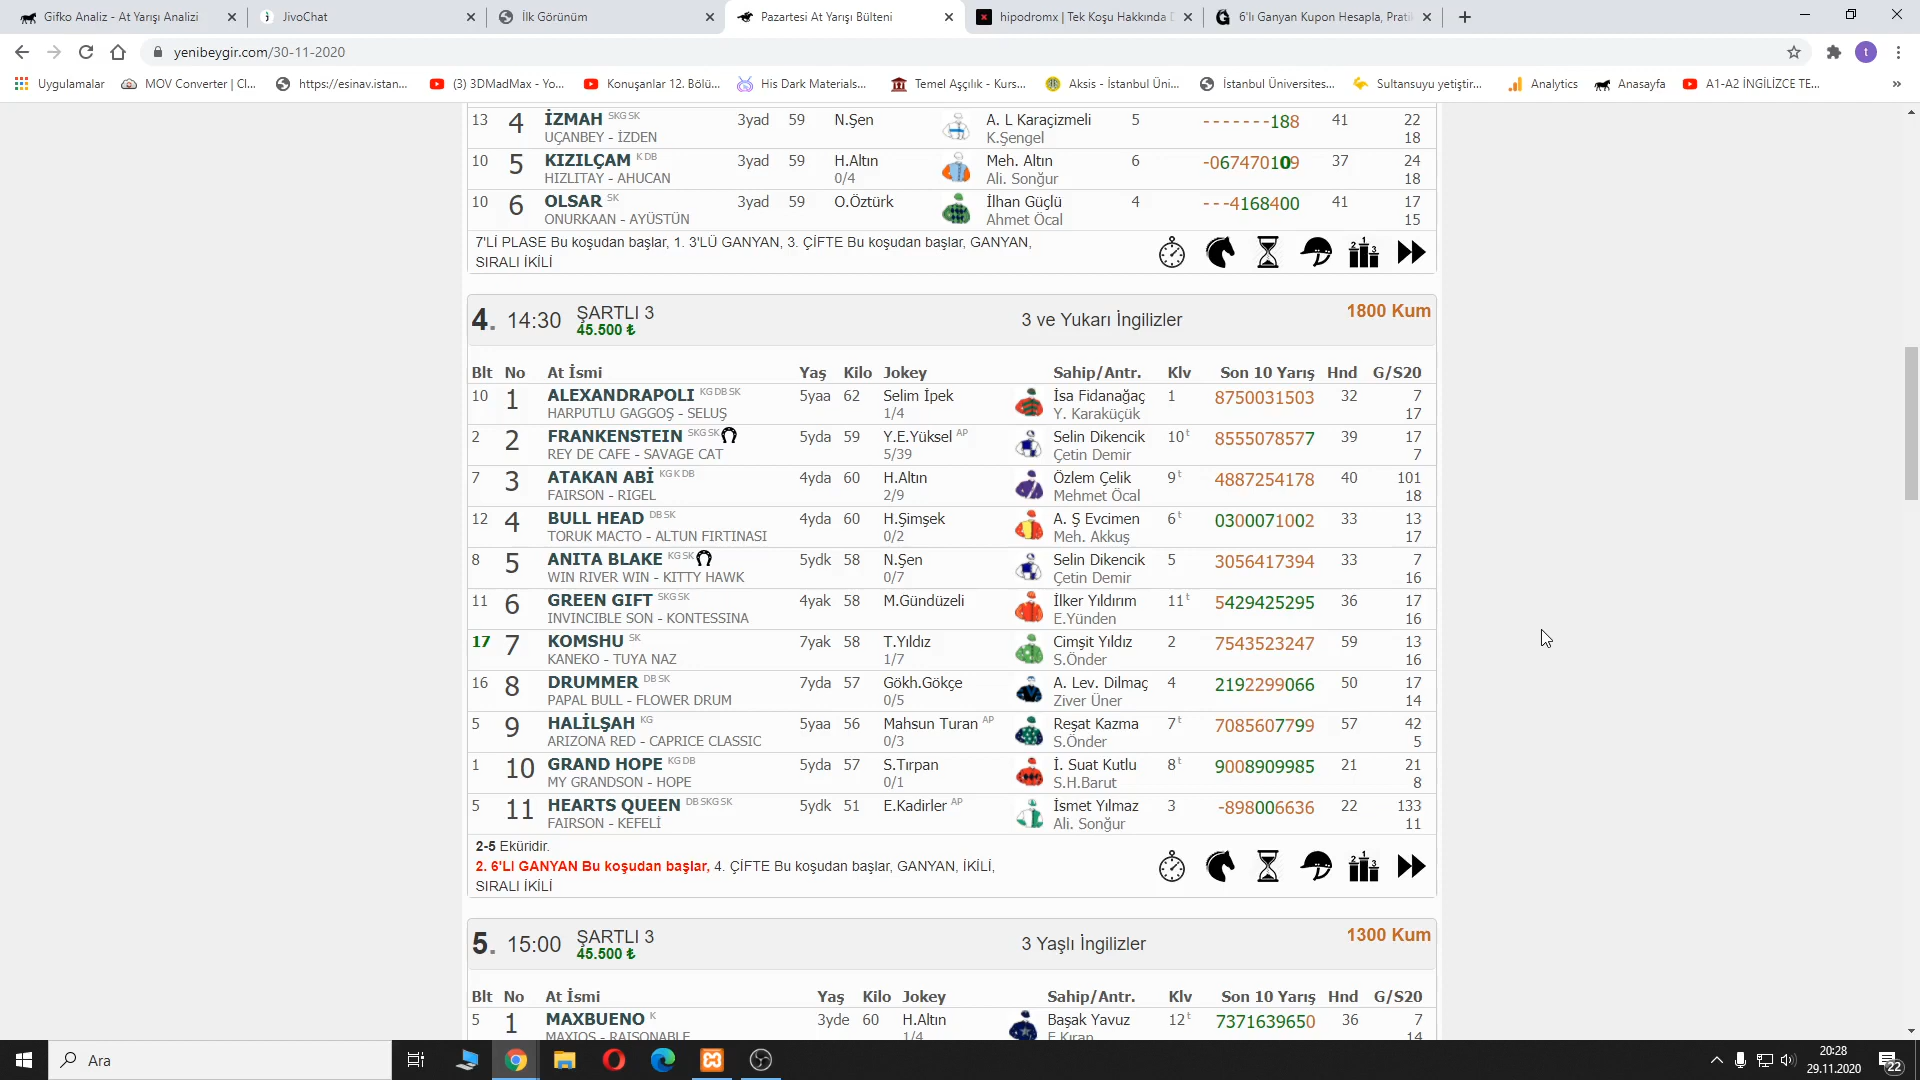 Gifko Analiz - At Yarışı Analizi
JivoChat
İlk Görünüm
Pazartesi At Yarışı Bülteni
hipodromx | Tek Koşu Hakkında
6'lı Ganyan Kupon Hesapla, Prati
yenibeygir.com/30-11-2020
t
Uygulamalar
MOV Converter | Cl...
https://esinav.istan...
(3) 3DMadMax - Yo...
Konuşanlar 12. Bölü...
His Dark Materials...
Temel Aşçılık - Kurs...
Aksis - İstanbul Üni...
İstanbul Üniversites...
Sultansuyu yetiştir...
Analytics
Anasayfa
A1-A2 İNGİLİZCE TE...
»
13 4 İZMAH SKG SK 3yad 59 N.Şen A. L Karaçizmeli 5 -------188 41 22
UÇANBEY - İZDEN K.Şengel 18
10 5 KIZILÇAM K DB 3yad 59 H.Altın Meh. Altın 6 -067470109 37 24
HIZLITAY - AHUCAN 0/4 Ali. Sonğur 18
10 6 OLSAR SK 3yad 59 O.Öztürk İlhan Güçlü 4 ---4168400 41 17
ONURKAAN - AYÜSTÜN Ahmet Öcal 15
7'Lİ PLASE Bu koşudan başlar, 1. 3'LÜ GANYAN, 3. ÇİFTE Bu koşudan başlar, GANYAN,
SIRALI İKİLİ
4. 14:30 ŞARTLI 3 3 ve Yukarı İngilizler 1800 Kum
45.500 ₺
Blt No At İsmi Yaş Kilo Jokey Sahip/Antr. Klv Son 10 Yarış Hnd G/S20
10 1 ALEXANDRAPOLI KG DB SK 5yaa 62 Selim İpek İsa Fidanağaç 1 8750031503 32 7
HARPUTLU GAGGOŞ - SELUŞ 1/4 Y. Karaküçük 17
2 2 FRANKENSTEIN SKG SK 5yda 59 Y.E.Yüksel AP Selin Dikencik 10 t 8555078577 39 17
REY DE CAFE - SAVAGE CAT 5/39 Çetin Demir 7
7 3 ATAKAN ABİ KG K DB 4yda 60 H.Altın Özlem Çelik 9 t 4887254178 40 101
FAIRSON - RIGEL 2/9 Mehmet Öcal 18
12 4 BULL HEAD DB SK 4yda 60 H.Şimşek A. Ş Evcimen 6 t 0300071002 33 13
TORUK MACTO - ALTUN FIRTINASI 0/2 Meh. Akkuş 17
8 5 ANITA BLAKE KG SK 5ydk 58 N.Şen Selin Dikencik 5 3056417394 33 7
WIN RIVER WIN - KITTY HAWK 0/7 Çetin Demir 16
11 6 GREEN GIFT SKG SK 4yak 58 M.Gündüzeli İlker Yıldırım 11 t 5429425295 36 17
INVINCIBLE SON - KONTESSINA E.Yünden 16
17 7 KOMSHU SK 7yak 58 T.Yıldız Cimşit Yıldız 2 7543523247 59 13
KANEKO - TUYA NAZ 1/7 S.Önder 16
16 8 DRUMMER DB SK 7yda 57 Gökh.Gökçe A. Lev. Dilmaç 4 2192299066 50 17
PAPAL BULL - FLOWER DRUM 0/5 Ziver Üner 14
5 9 HALİLŞAH KG 5yaa 56 Mahsun Turan AP Reşat Kazma 7 t 7085607799 57 42
ARIZONA RED - CAPRICE CLASSIC 0/3 S.Önder 5
1 10 GRAND HOPE KG DB 5yda 57 S.Tırpan İ. Suat Kutlu 8 t 9008909985 21 21
MY GRANDSON - HOPE 0/1 S.H.Barut 8
5 11 HEARTS QUEEN DB SKG SK 5ydk 51 E.Kadirler AP İsmet Yılmaz 3 -898006636 22 133
FAIRSON - KEFELİ Ali. Sonğur 11
2-5 Eküridir.
2. 6'LI GANYAN Bu koşudan başlar, 4. ÇİFTE Bu koşudan başlar, GANYAN, İKİLİ,
SIRALI İKİLİ
5. 15:00 ŞARTLI 3 3 Yaşlı İngilizler 1300 Kum
45.500 ₺
Blt No At İsmi Yaş Kilo Jokey Sahip/Antr. Klv Son 10 Yarış Hnd G/S20
5 1 MAXBUENO K 3yde 60 H.Altın Başak Yavuz 12 t 7371639650 36 7
MAXIOS - RAISONABLE 1/4 E.Kıran 14
Ara
20:28
29.11.2020
22